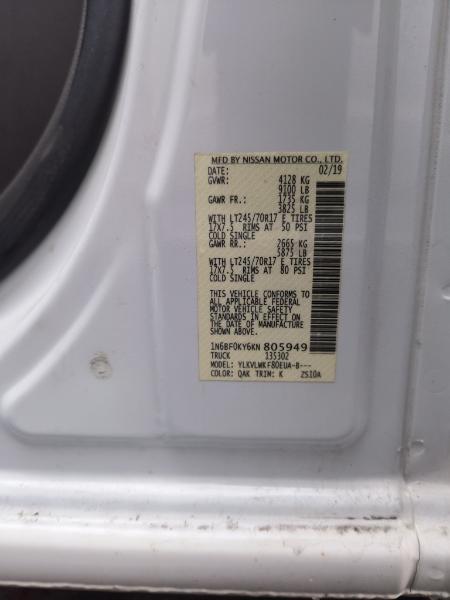 MFD BY NISSAN MOTOR CO., LTD.
DATE: 02/19
GVWR: 4128 KG
9100 LB
GAWR FR.: 1735 KG
3825 LB
WITH LT245/70R17 E TIRES
17X7.5 RIMS AT 50 PSI
COLD SINGLE
GAWR RR.: 2665 KG
5875 LB
WITH LT245/70R17 E TIRES
17X7.5 RIMS AT 80 PSI
COLD SINGLE
THIS VEHICLE CONFORMS TO
ALL APPLICABLE FEDERAL
MOTOR VEHICLE SAFETY
STANDARDS IN EFFECT ON
THE DATE OF MANUFACTURE
SHOWN ABOVE.
1N6BF0KY6KN805949
TRUCK 135302
MODEL: YLKVLWKF80EUA-B---
COLOR: QAK TRIM: K ZS10A